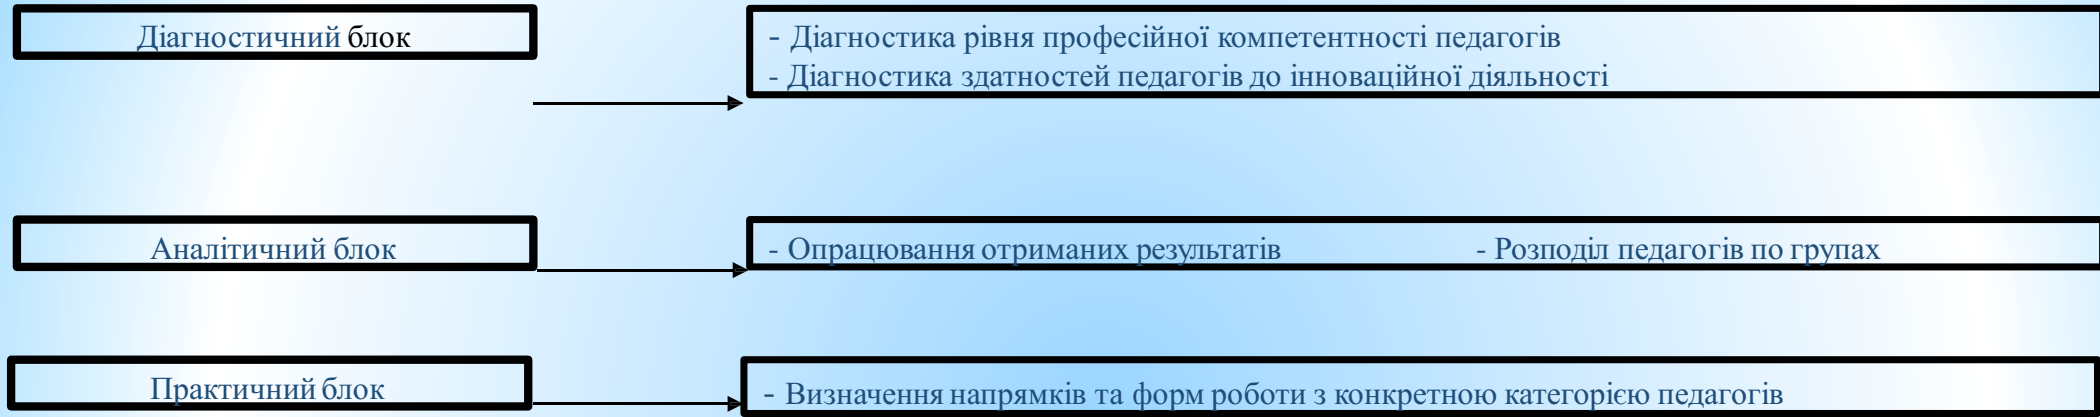 Діагностичний блок
- Діагностика рівня професійної компетентності педагогів
- Діагностика здатностей педагогів до інноваційної діяльності
Аналітичний блок
- Опрацювання отриманих результатів - Розподіл педагогів по групах
Практичний блок
- Визначення напрямків та форм роботи з конкретною категорією педагогів